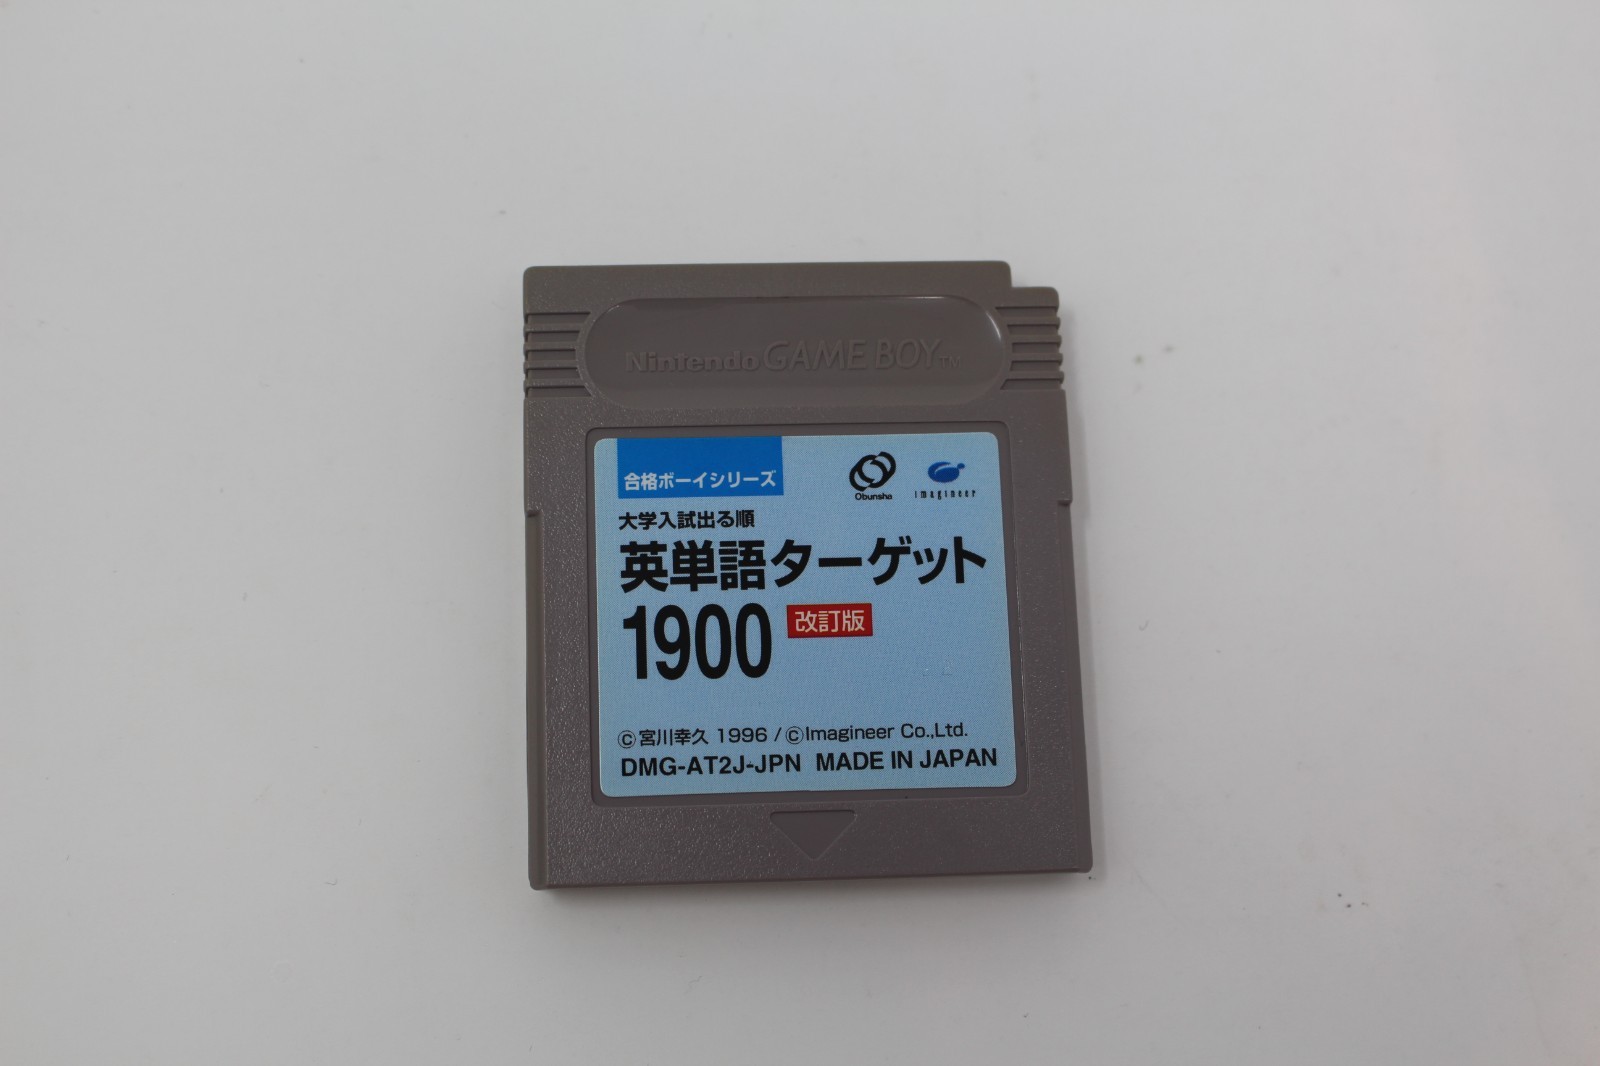 Nintendo GAME BOY TM
合格ボーイシリーズ
Obunsha
imagineer
大学入試出る順
英単語ターゲット
1900 改訂版
©宮川幸久 1996 / ©Imagineer Co.,Ltd.
DMG-AT2J-JPN MADE IN JAPAN